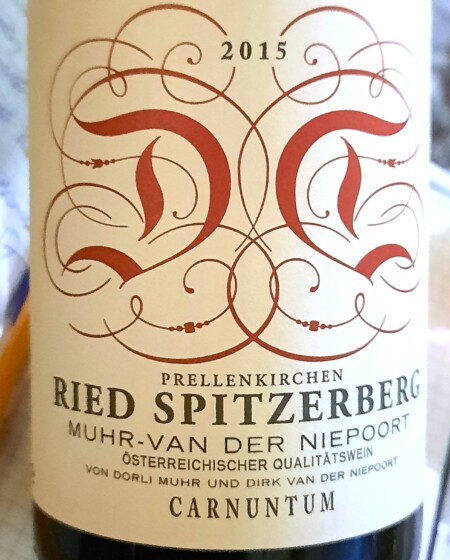 2015
PRELLENKIRCHEN
RIED SPITZERBERG
MUHR-VAN DER NIEPOORT
ÖSTERREICHISCHER QUALITÄTSWEIN
VON DORLI MUHR UND DIRK VAN DER NIEPOORT
CARNUNTUM